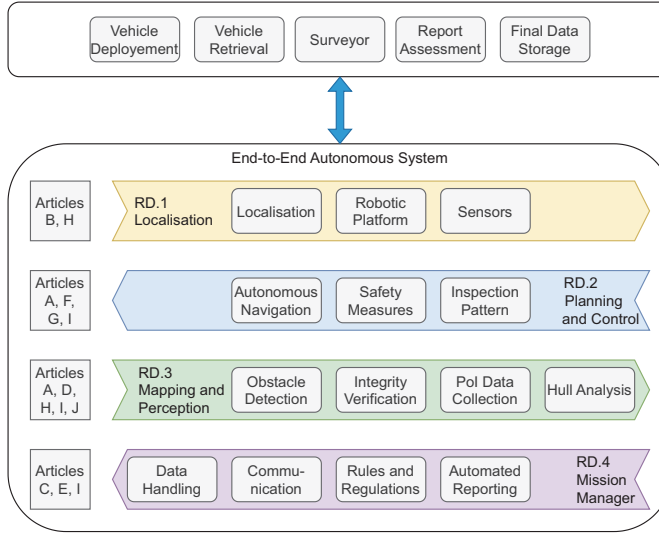 Vehicle
Deployement
Vehicle
Retrieval
Surveyor
Report
Assessment
Final Data
Storage
End-to-End Autonomous System
Articles
B, H
RD.1
Localisation
Localisation
Robotic
Platform
Sensors
Articles
A, F,
G, I
Autonomous
Navigation
Safety
Measures
Inspection
Pattern
RD.2
Planning
and Control
Articles
A, D,
H, I, J
RD.3
Mapping and
Perception
Obstacle
Detection
Integrity
Verification
PoI Data
Collection
Hull Analysis
Articles
C, E, I
Data
Handling
Commu-
nication
Rules and
Regulations
Automated
Reporting
RD.4
Mission
Manager